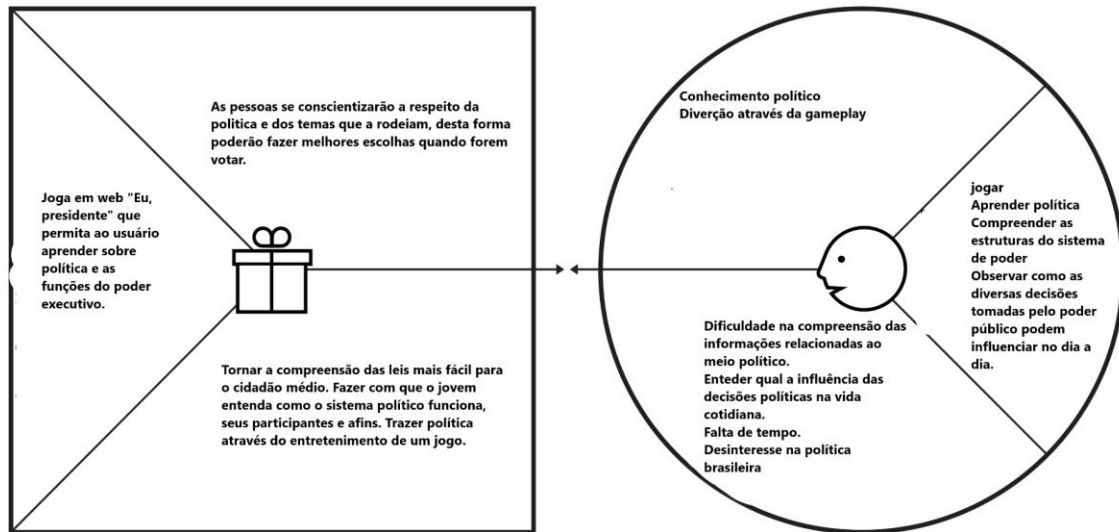 As pessoas se conscientizarão a respeito da
politica e dos temas que a rodeiam, desta forma
poderão fazer melhores escolhas quando forem
votar.
Joga em web "Eu,
presidente" que
permita ao usuário
aprender sobre
política e as
funções do poder
executivo.
Tornar a compreensão das leis mais fácil para
o cidadão médio. Fazer com que o jovem
entenda como o sistema político funciona,
seus participantes e afins. Trazer política
através do entretenimento de um jogo.
Conhecimento político
Diverção através da gameplay
jogar
Aprender política
Compreender as
estruturas do sistema
de poder
Observar como as
diversas decisões
tomadas pelo poder
público podem
influenciar no dia a
dia.
Dificuldade na compreensão das
informações relacionadas ao
meio político.
Enteder qual a influência das
decisões políticas na vida
cotidiana.
Falta de tempo.
Desinteresse na política
brasileira